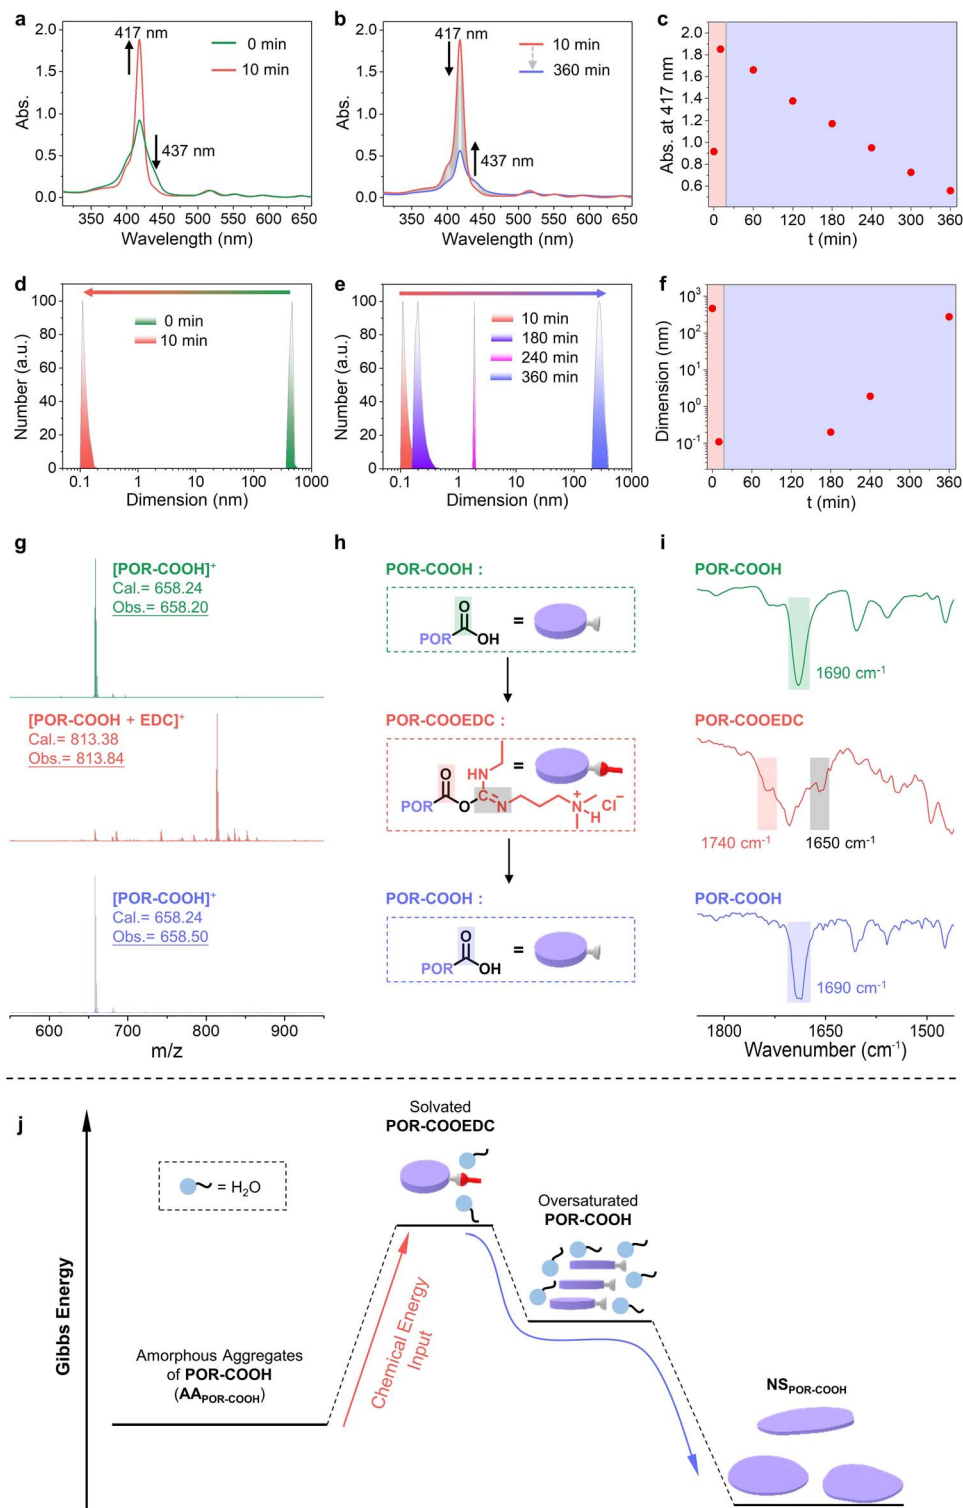 a
417 nm
0 min
10 min
437 nm
Abs.
2.0
1.5
1.0
0.5
0.0
350 400 450 500 550 600 650
Wavelength (nm)
b
417 nm
10 min
360 min
437 nm
Abs.
2.0
1.5
1.0
0.5
0.0
350 400 450 500 550 600 650
Wavelength (nm)
c
Abs. at 417 nm
2.0
1.8
1.6
1.4
1.2
1.0
0.8
0.6
0 60 120 180 240 300 360
t (min)
d
0 min
10 min
Number (a.u.)
100
80
60
40
20
0
0.1 1 10 100 1000
Dimension (nm)
e
10 min
180 min
240 min
360 min
Number (a.u.)
100
80
60
40
20
0
0.1 1 10 100 1000
Dimension (nm)
f
Dimension (nm)
10³
10²
10¹
10⁰
10⁻¹
0 60 120 180 240 300 360
t (min)
g
[POR-COOH]⁺
Cal.= 658.24
Obs.= 658.20
[POR-COOH + EDC]⁺
Cal.= 813.38
Obs.= 813.84
[POR-COOH]⁺
Cal.= 658.24
Obs.= 658.50
600 700 800 900
m/z
h
POR-COOH :
O
POR OH =
POR-COOEDC :
O HN =
POR O C=N N⁺ H Cl⁻
POR-COOH :
O
POR OH =
i
POR-COOH
1690 cm⁻¹
POR-COOEDC
1740 cm⁻¹ 1650 cm⁻¹
POR-COOH
1690 cm⁻¹
1800 1650 1500
Wavenumber (cm⁻¹)
j
Gibbs Energy
= H₂O
Solvated
POR-COOEDC
Oversaturated
POR-COOH
Chemical Energy
Input
Amorphous Aggregates
of POR-COOH
(AA_POR-COOH)
NS_POR-COOH